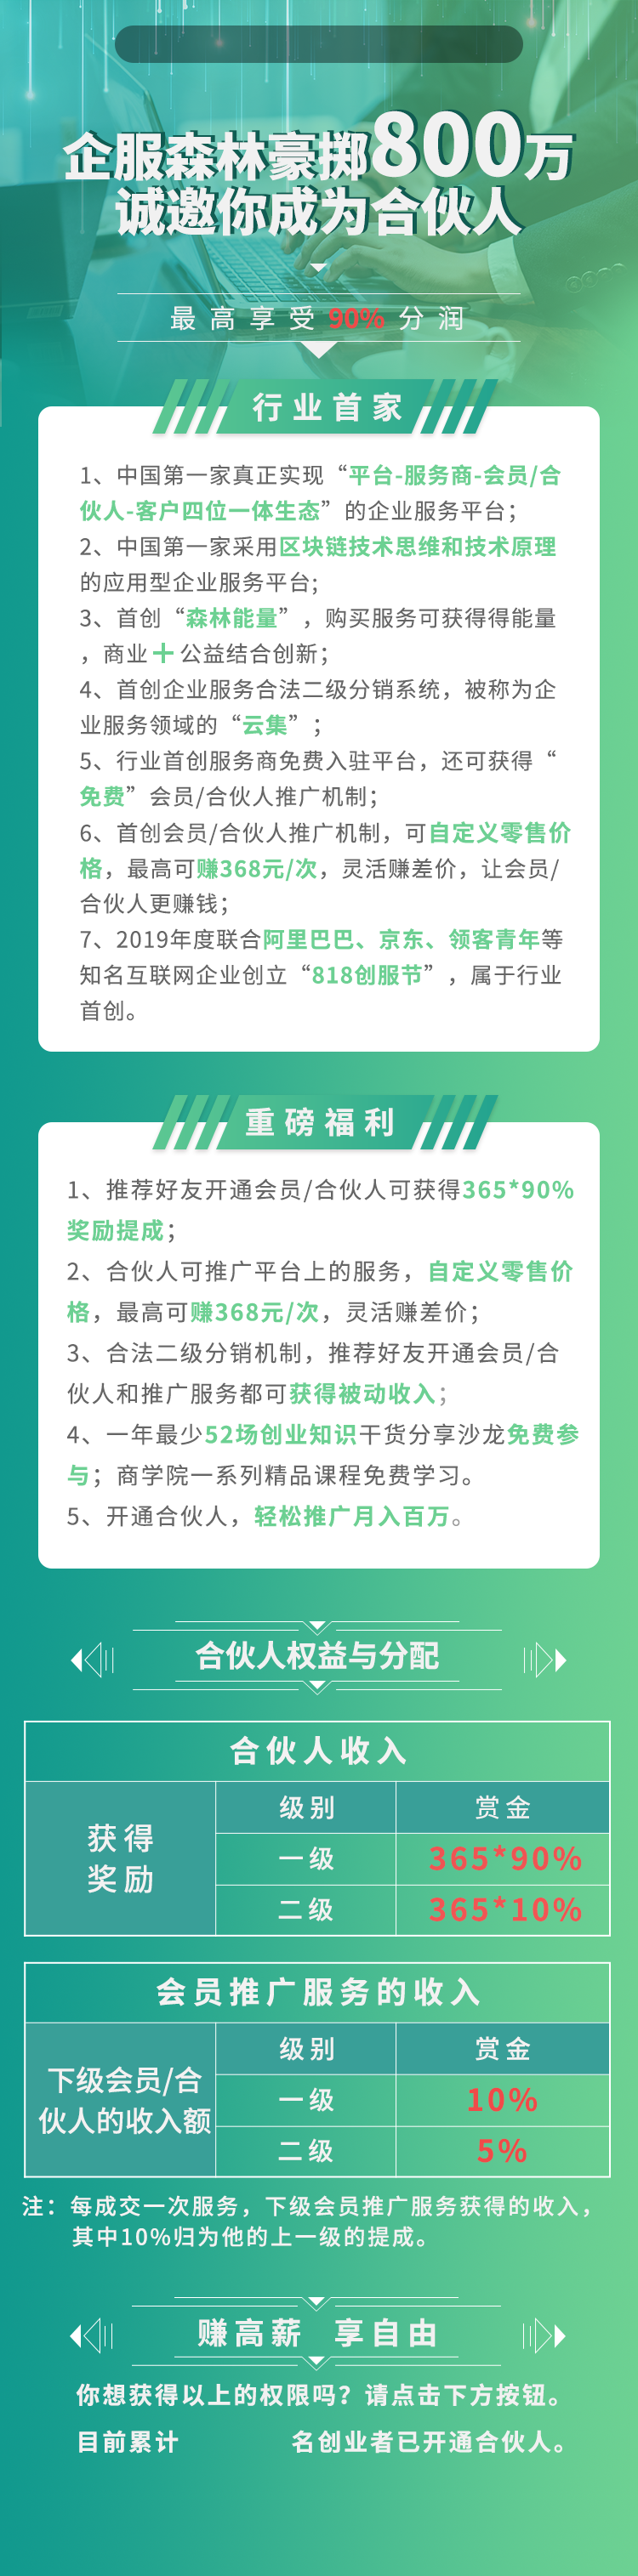 企服森林豪掷800万
诚邀你成为合伙人
最高享受90%分润
行业首家
1、中国第一家真正实现“平台-服务商-会员/合
伙人-客户四位一体生态”的企业服务平台；
2、中国第一家采用区块链技术思维和技术原理
的应用型企业服务平台;
3、首创“森林能量”，购买服务可获得得能量
，商业＋公益结合创新；
4、首创企业服务合法二级分销系统，被称为企
业服务领域的“云集”；
5、行业首创服务商免费入驻平台，还可获得“
免费”会员/合伙人推广机制；
6、首创会员/合伙人推广机制，可自定义零售价
格，最高可赚368元/次，灵活赚差价，让会员/
合伙人更赚钱；
7、2019年度联合阿里巴巴、京东、领客青年等
知名互联网企业创立“818创服节”，属于行业
首创。
重磅福利
1、推荐好友开通会员/合伙人可获得365*90%
奖励提成；
2、合伙人可推广平台上的服务，自定义零售价
格，最高可赚368元/次，灵活赚差价；
3、合法二级分销机制，推荐好友开通会员/合
伙人和推广服务都可获得被动收入；
4、一年最少52场创业知识干货分享沙龙免费参
与；商学院一系列精品课程免费学习。
5、开通合伙人，轻松推广月入百万。
合伙人权益与分配
合伙人收入
获得
奖励
级别 赏金
一级 365*90%
二级 365*10%
会员推广服务的收入
下级会员/合
伙人的收入额
级别 赏金
一级 10%
二级 5%
注：每成交一次服务，下级会员推广服务获得的收入，
其中10%归为他的上一级的提成。
赚高薪 享自由
你想获得以上的权限吗？请点击下方按钮。
目前累计 名创业者已开通合伙人。